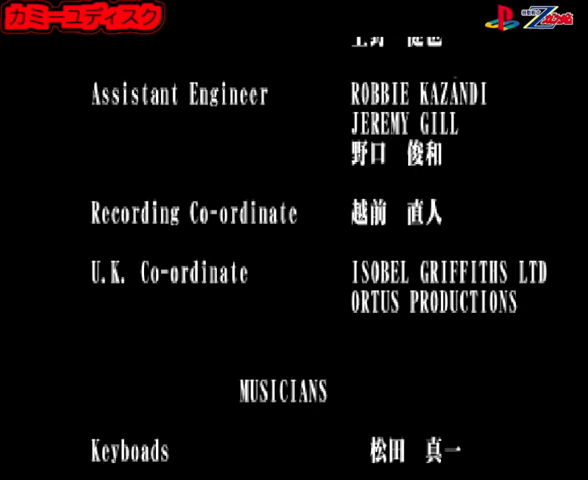 カミーユディスク
Assistant Engineer ROBBIE KAZANDI
JEREMY GILL
野口 俊和
Recording Co-ordinate 越前 直人
U.K. Co-ordinate ISOBEL GRIFFITHS LTD
ORTUS PRODUCTIONS
MUSICIANS
Keyboads 松田 真一